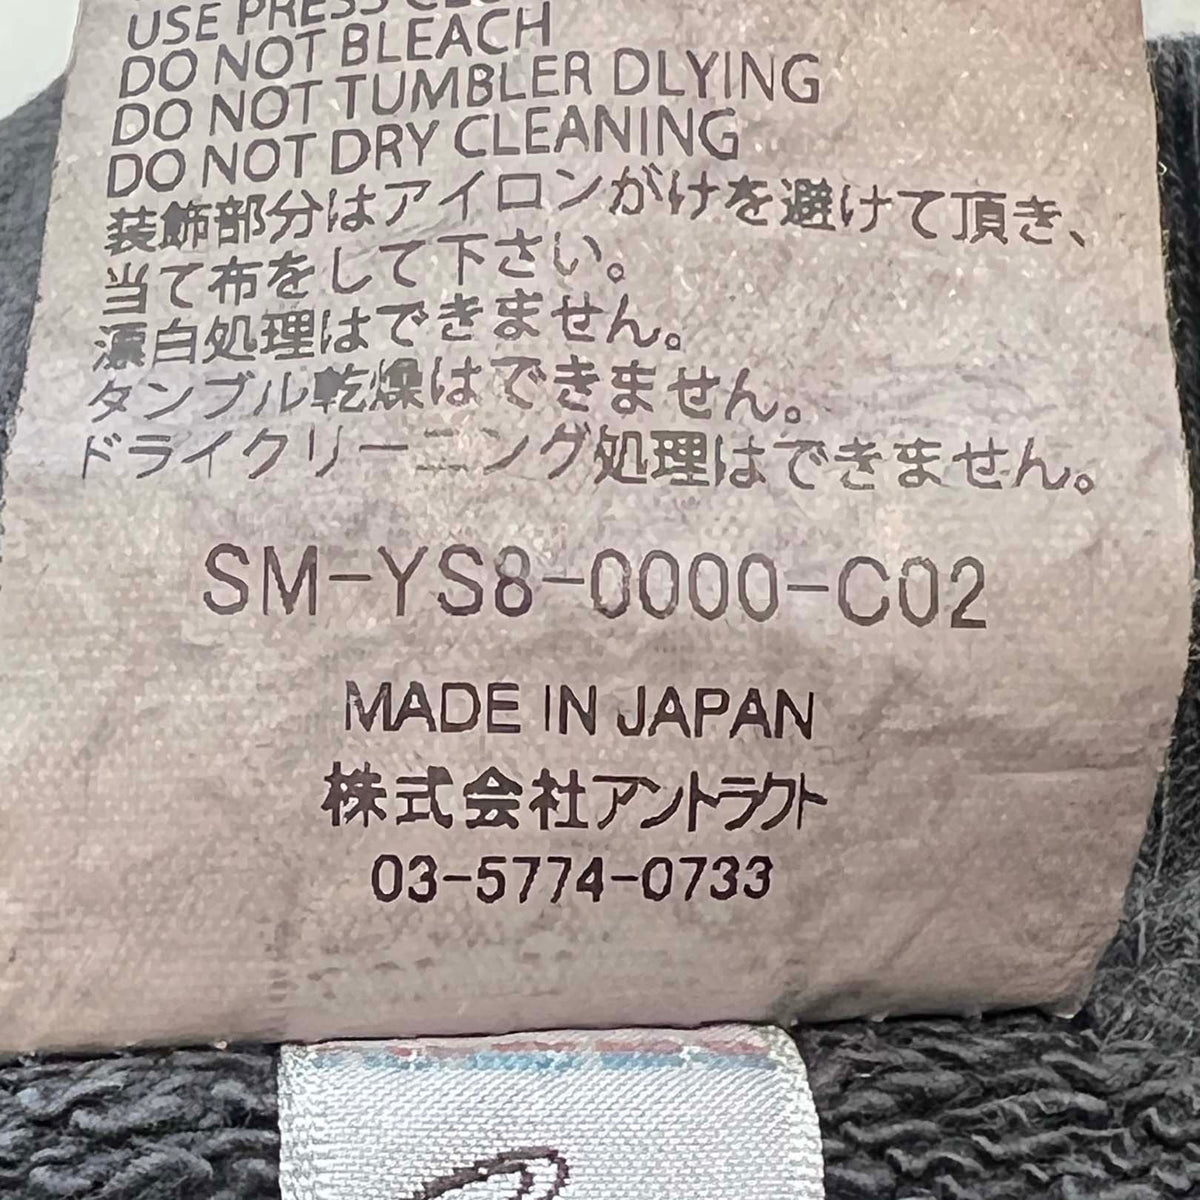 USE PRESS CLO
DO NOT BLEACH
DO NOT TUMBLER DLYING
DO NOT DRY CLEANING
装飾部分はアイロンがけを避けて頂き、
当て布をして下さい。
漂白処理はできません。
タンブル乾燥はできません。
ドライクリーニング処理はできません。
SM-YS8-0000-C02
MADE IN JAPAN
株式会社アントラクト
03-5774-0733